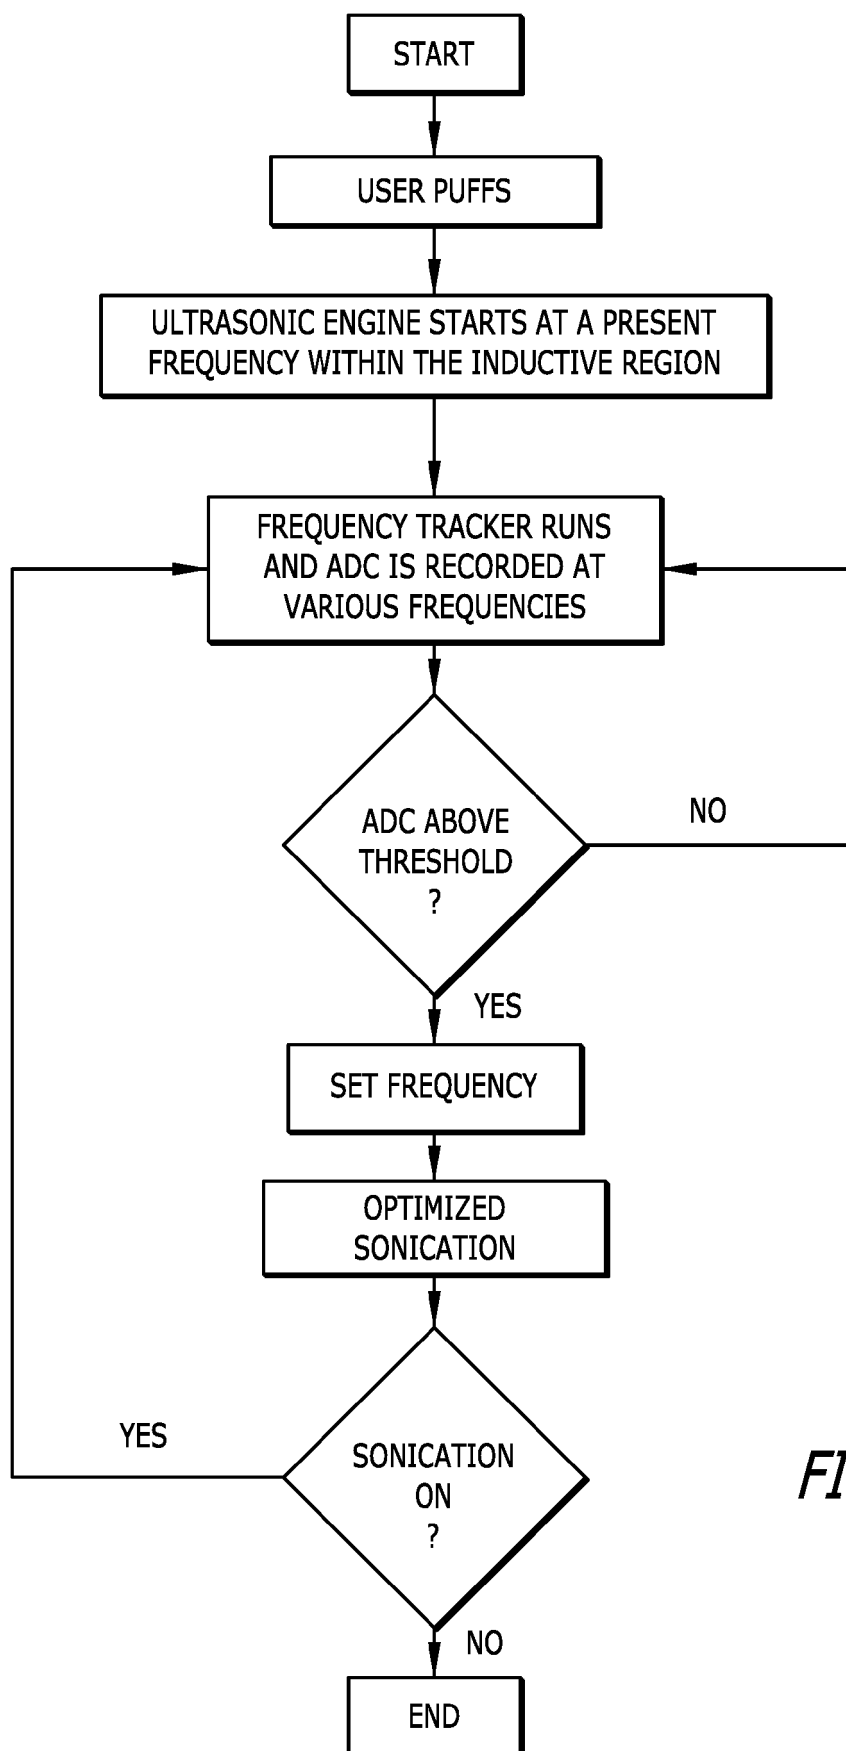 START
USER PUFFS
ULTRASONIC ENGINE STARTS AT A PRESENT
FREQUENCY WITHIN THE INDUCTIVE REGION
FREQUENCY TRACKER RUNS
AND ADC IS RECORDED AT
VARIOUS FREQUENCIES
ADC ABOVE
THRESHOLD
?
NO
YES
SET FREQUENCY
OPTIMIZED
SONICATION
YES
SONICATION
ON
?
NO
END